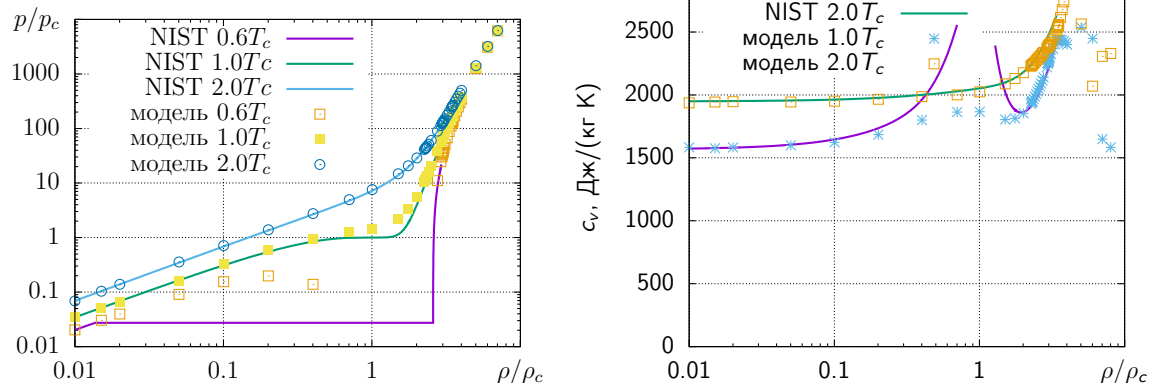 p/p_c
NIST 0.6T_c
NIST 1.0Tc
NIST 2.0T_c
модель 0.6T_c
модель 1.0T_c
модель 2.0T_c
1000
100
10
1
0.1
0.01
0.01 0.1 1 ρ/ρ_c
NIST 2.0T_c
модель 1.0T_c
модель 2.0T_c
c_v, Дж/(кг К)
2500
2000
1500
1000
500
0
0.01 0.1 1 ρ/ρ_c